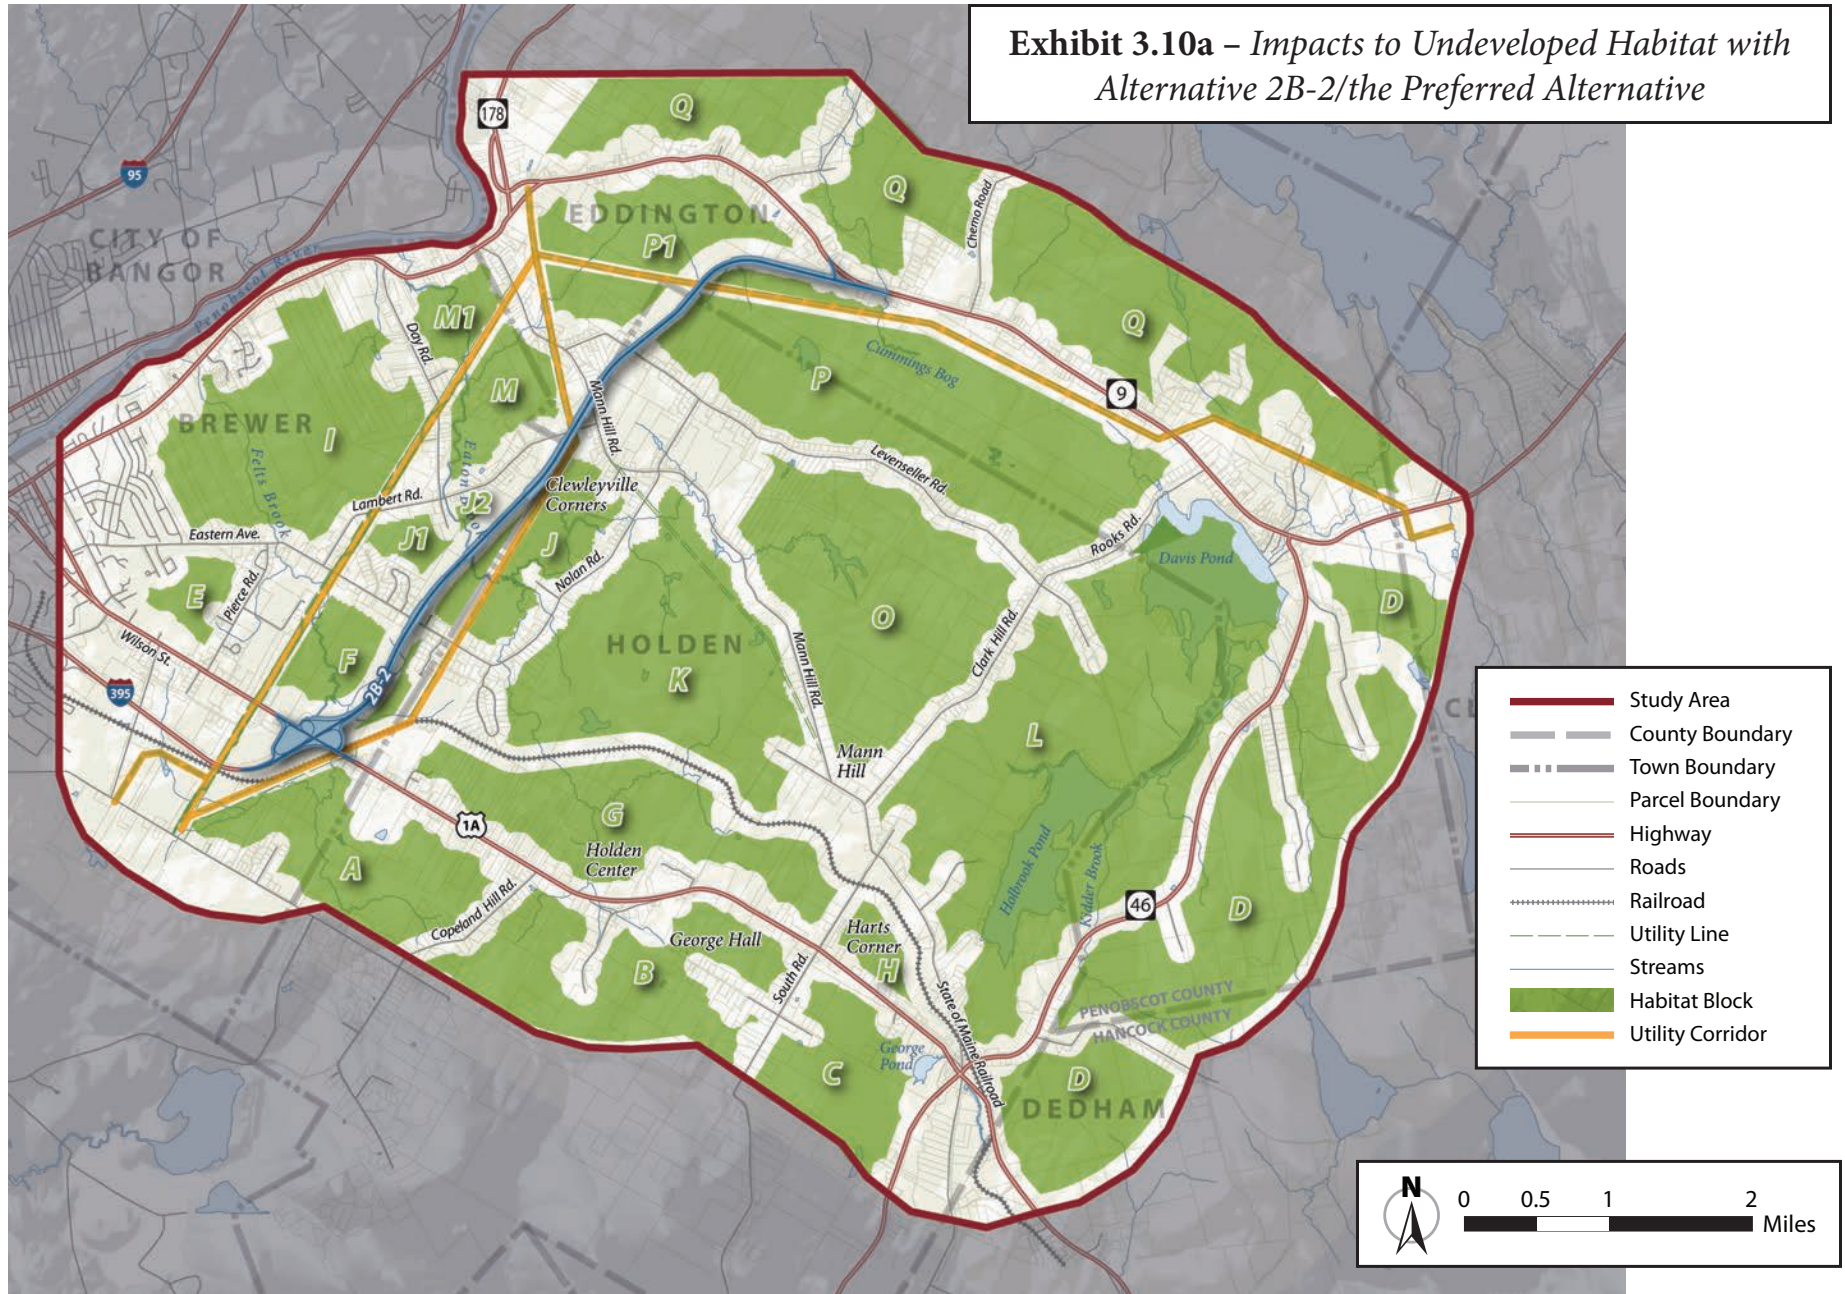 Exhibit 3.10a – Impacts to Undeveloped Habitat with
Alternative 2B-2/the Preferred Alternative
178
Q
95
EDDINGTON
Q
Chemo Road
CITY OF
BANGOR
P1
Penobscot River
M1
Day Rd.
Q
Cummings Bog
M
P
9
Mann Hill Rd.
BREWER
I
Felts Brook
Levenseller Rd.
Lambert Rd.
J2
Clewleyville
Corners
Eastern Ave.
J1
J
Rooks Rd.
Davis Pond
Nolan Rd.
E
Pierce Rd.
D
O
HOLDEN
Wilson St.
F
K
Mann Hill Rd.
Clark Hill Rd.
2B-2
395
L
Mann
Hill
1A
G
Holden
Center
A
Holbrook Pond
Kidder Brook
Copeland Hill Rd.
46
D
George Hall
Harts
Corner
H
B
South Rd.
State of Maine Railroad
PENOBSCOT COUNTY
HANCOCK COUNTY
George
Pond
C
D
DEDHAM
CL
Study Area
County Boundary
Town Boundary
Parcel Boundary
Highway
Roads
Railroad
Utility Line
Streams
Habitat Block
Utility Corridor
N
0 0.5 1 2
Miles